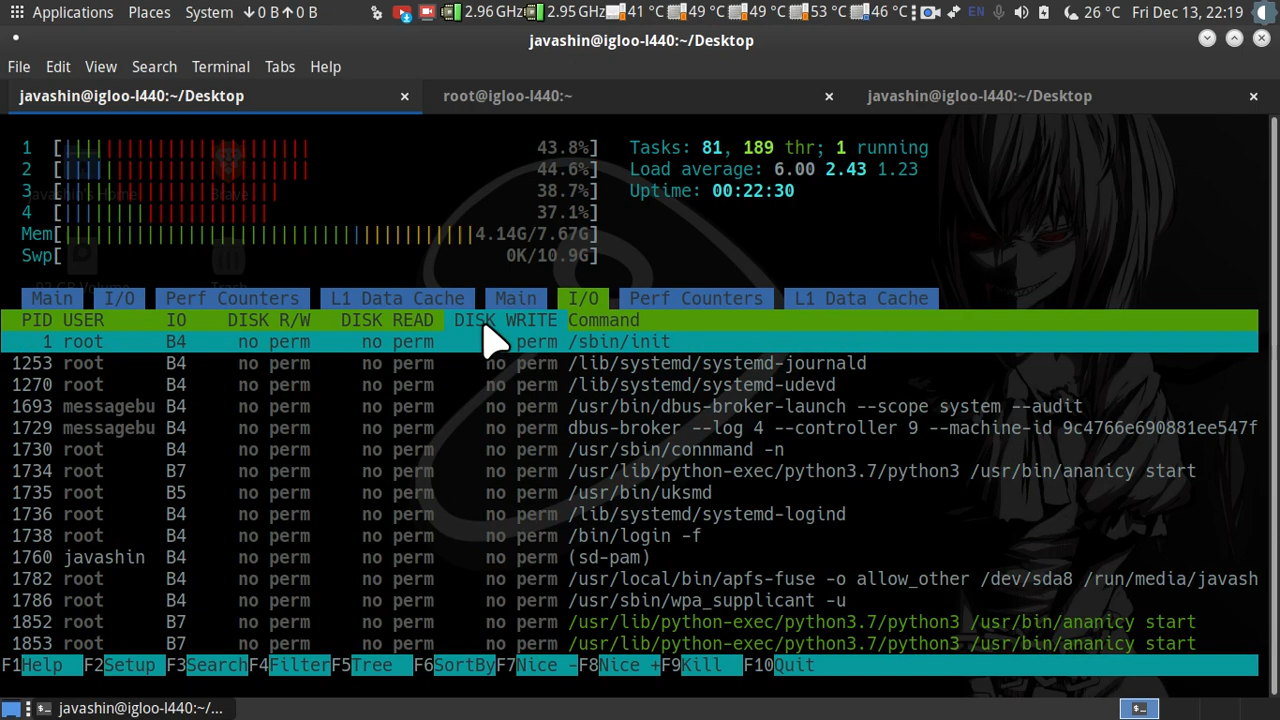 Applications Places System ↓0 B↑0 B 2.96 GHz 2.95 GHz 41 °C 49 °C 49 °C 53 °C 46 °C EN 26 °C Fri Dec 13, 22:19
javashin@igloo-l440:~/Desktop
File Edit View Search Terminal Tabs Help
javashin@igloo-l440:~/Desktop × root@igloo-l440:~ × javashin@igloo-l440:~/Desktop ×
1 [|||||||||||||||||||||||| 43.8%] Tasks: 81, 189 thr; 1 running
2 [|||||||||||||||||||||||| 44.6%] Load average: 6.00 2.43 1.23
3 [||||||||||||||||||||| 38.7%] Uptime: 00:22:30
4 [|||||||||||||||||||| 37.1%]
Mem[||||||||||||||||||||||||||||||||||||||||4.14G/7.67G]
Swp[ 0K/10.9G]
Main I/O Perf Counters L1 Data Cache Main I/O Perf Counters L1 Data Cache
PID USER IO DISK R/W DISK READ DISK WRITE Command
1 root B4 no perm no perm perm /sbin/init
1253 root B4 no perm no perm no perm /lib/systemd/systemd-journald
1270 root B4 no perm no perm no perm /lib/systemd/systemd-udevd
1693 messagebu B4 no perm no perm no perm /usr/bin/dbus-broker-launch --scope system --audit
1729 messagebu B4 no perm no perm no perm dbus-broker --log 4 --controller 9 --machine-id 9c4766e690881ee547f
1730 root B4 no perm no perm no perm /usr/sbin/connmand -n
1734 root B7 no perm no perm no perm /usr/lib/python-exec/python3.7/python3 /usr/bin/ananicy start
1735 root B5 no perm no perm no perm /usr/bin/uksmd
1736 root B4 no perm no perm no perm /lib/systemd/systemd-logind
1738 root B4 no perm no perm no perm /bin/login -f
1760 javashin B4 no perm no perm no perm (sd-pam)
1782 root B4 no perm no perm no perm /usr/local/bin/apfs-fuse -o allow_other /dev/sda8 /run/media/javash
1786 root B4 no perm no perm no perm /usr/sbin/wpa_supplicant -u
1852 root B7 no perm no perm no perm /usr/lib/python-exec/python3.7/python3 /usr/bin/ananicy start
1853 root B7 no perm no perm no perm /usr/lib/python-exec/python3.7/python3 /usr/bin/ananicy start
F1Help F2Setup F3SearchF4FilterF5Tree F6SortByF7Nice -F8Nice +F9Kill F10Quit
javashin@igloo-l440:~/...